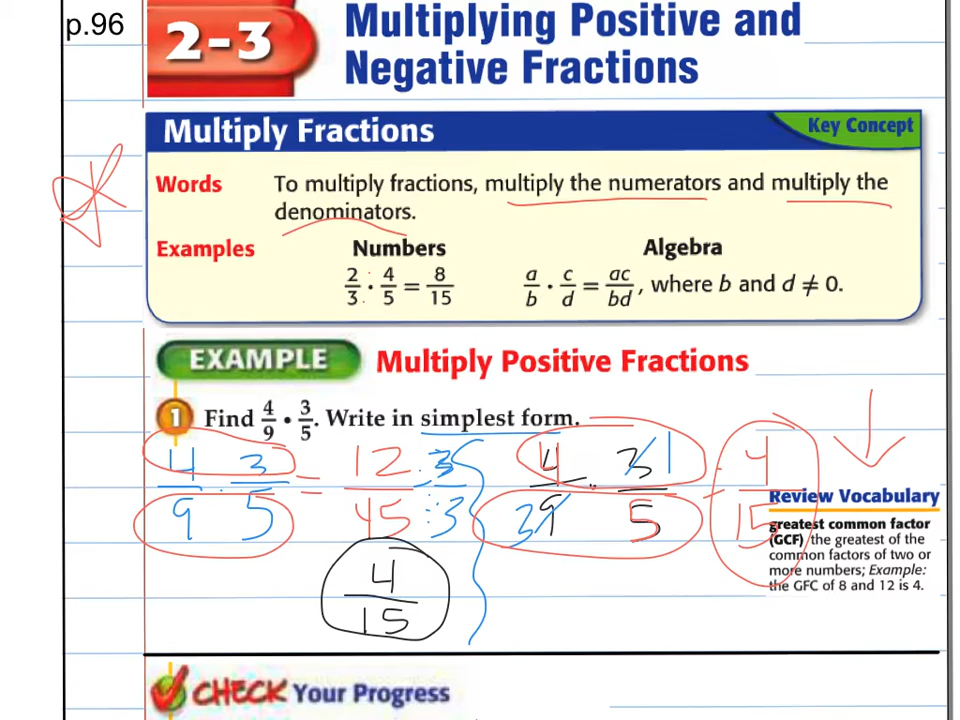 p.96
2-3
Multiplying Positive and
Negative Fractions
Multiply Fractions
Key Concept
Words To multiply fractions, multiply the numerators and multiply the
denominators.
Examples Numbers Algebra
2/3 · 4/5 = 8/15 a/b · c/d = ac/bd, where b and d ≠ 0.
EXAMPLE Multiply Positive Fractions
1 Find 4/9 • 3/5. Write in simplest form.
4/9 · 3/5 = 12/45 ÷3/÷3
4/15
4/9 · 3/5 = 4/15
1
3
Review Vocabulary
greatest common factor
(GCF) the greatest of the
common factors of two or
more numbers; Example:
the GFC of 8 and 12 is 4.
CHECK Your Progress